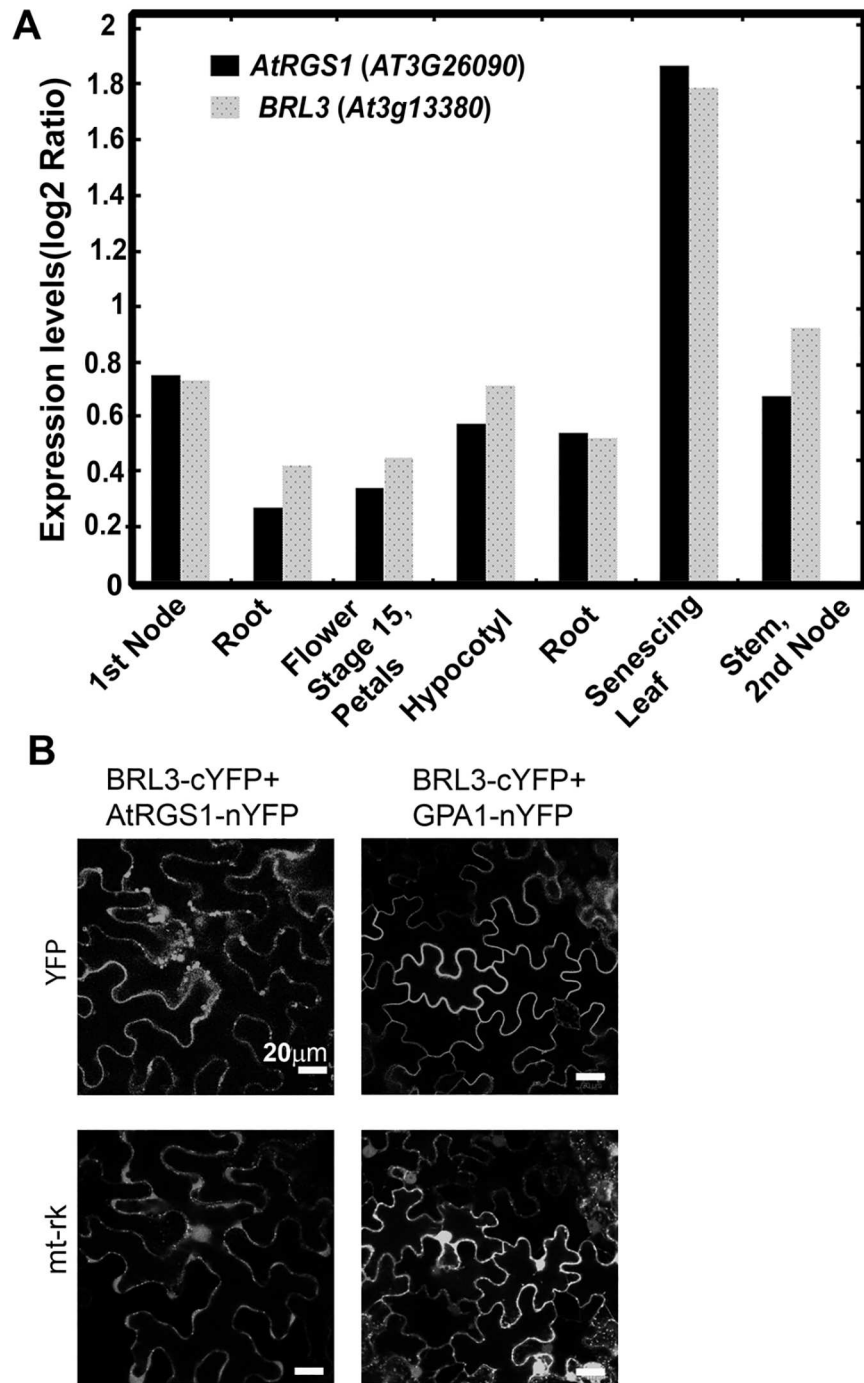 A
Expression levels(log2 Ratio)
2
1.8
1.6
1.4
1.2
1
0.8
0.6
0.4
0.2
0
AtRGS1 (AT3G26090)
BRL3 (At3g13380)
1st Node
Root
Flower
Stage 15,
Petals
Hypocotyl
Root
Senescing
Leaf
Stem,
2nd Node
B
BRL3-cYFP+
AtRGS1-nYFP
BRL3-cYFP+
GPA1-nYFP
YFP
20μm
mt-rk